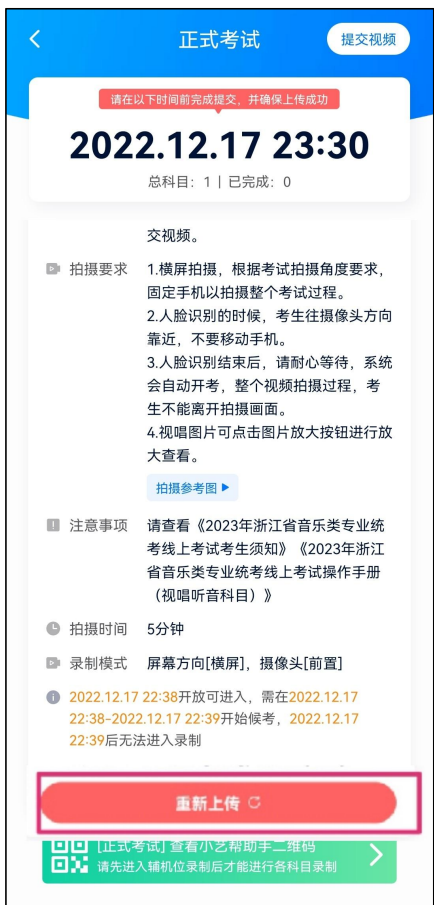 正式考试
提交视频
请在以下时间前完成提交，并确保上传成功
2022.12.17 23:30
总科目：1 | 已完成：0
交视频。
拍摄要求
1.横屏拍摄，根据考试拍摄角度要求，
固定手机以拍摄整个考试过程。
2.人脸识别的时候，考生往摄像头方向
靠近，不要移动手机。
3.人脸识别结束后，请耐心等待，系统
会自动开考，整个视频拍摄过程，考
生不能离开拍摄画面。
4.视唱图片可点击图片放大按钮进行放
大查看。
拍摄参考图
注意事项
请查看《2023年浙江省音乐类专业统
考线上考试考生须知》《2023年浙江
省音乐类专业统考线上考试操作手册
（视唱听音科目）》
拍摄时间
5分钟
录制模式
屏幕方向[横屏]，摄像头[前置]
2022.12.17 22:38开放可进入，需在2022.12.17
22:38-2022.12.17 22:39开始候考，2022.12.17
22:39后无法进入录制
重新上传
[正式考试] 查看小艺帮助手二维码
请先进入辅机位录制后才能进行各科目录制